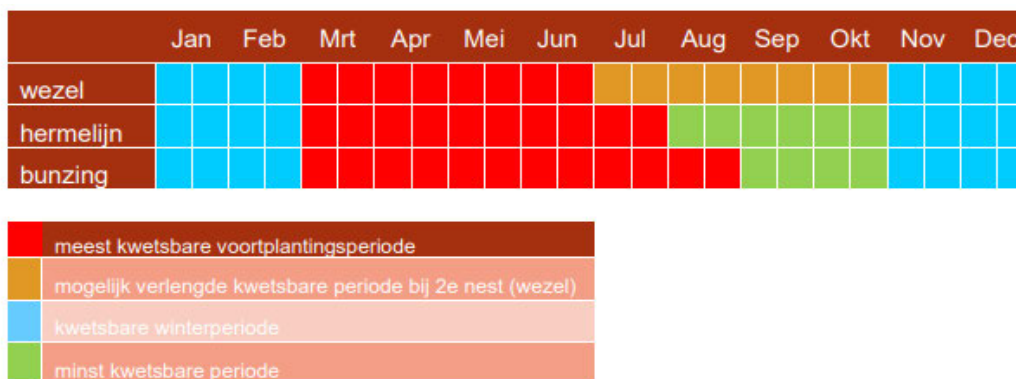 Jan Feb Mrt Apr Mei Jun Jul Aug Sep Okt Nov Dec
wezel
hermelijn
bunzing
meest kwetsbare voortplantingsperiode
mogelijk verlengde kwetsbare periode bij 2e nest (wezel)
kwetsbare winterperiode
minst kwetsbare periode